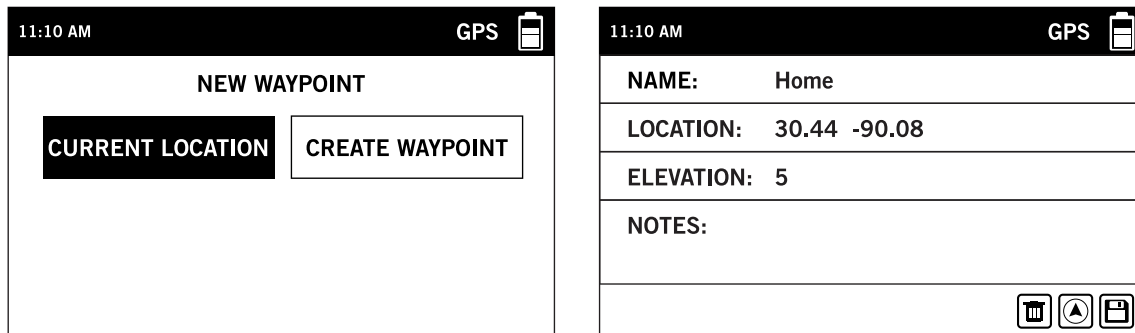 11:10 AM GPS
NEW WAYPOINT
CURRENT LOCATION CREATE WAYPOINT
11:10 AM GPS
NAME: Home
LOCATION: 30.44 -90.08
ELEVATION: 5
NOTES: